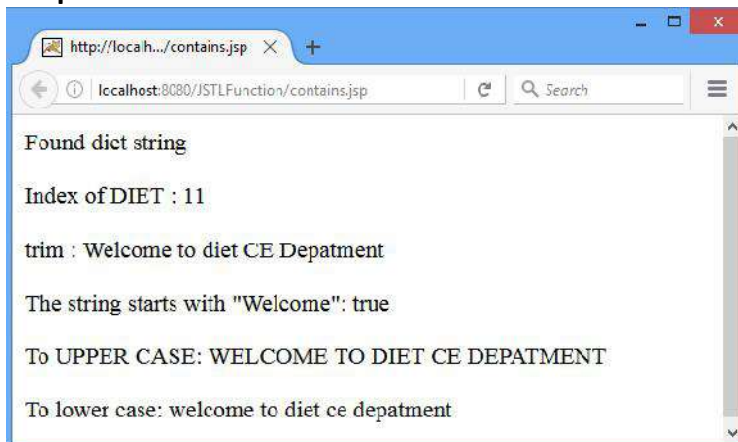 http://localh.../contains.jsp
localhost:8080/JSTLFunction/contains.jsp
Search
Found diet string
Index of DIET : 11
trim : Welcome to diet CE Depatment
The string starts with "Welcome": true
To UPPER CASE: WELCOME TO DIET CE DEPATMENT
To lower case: welcome to diet ce depatment